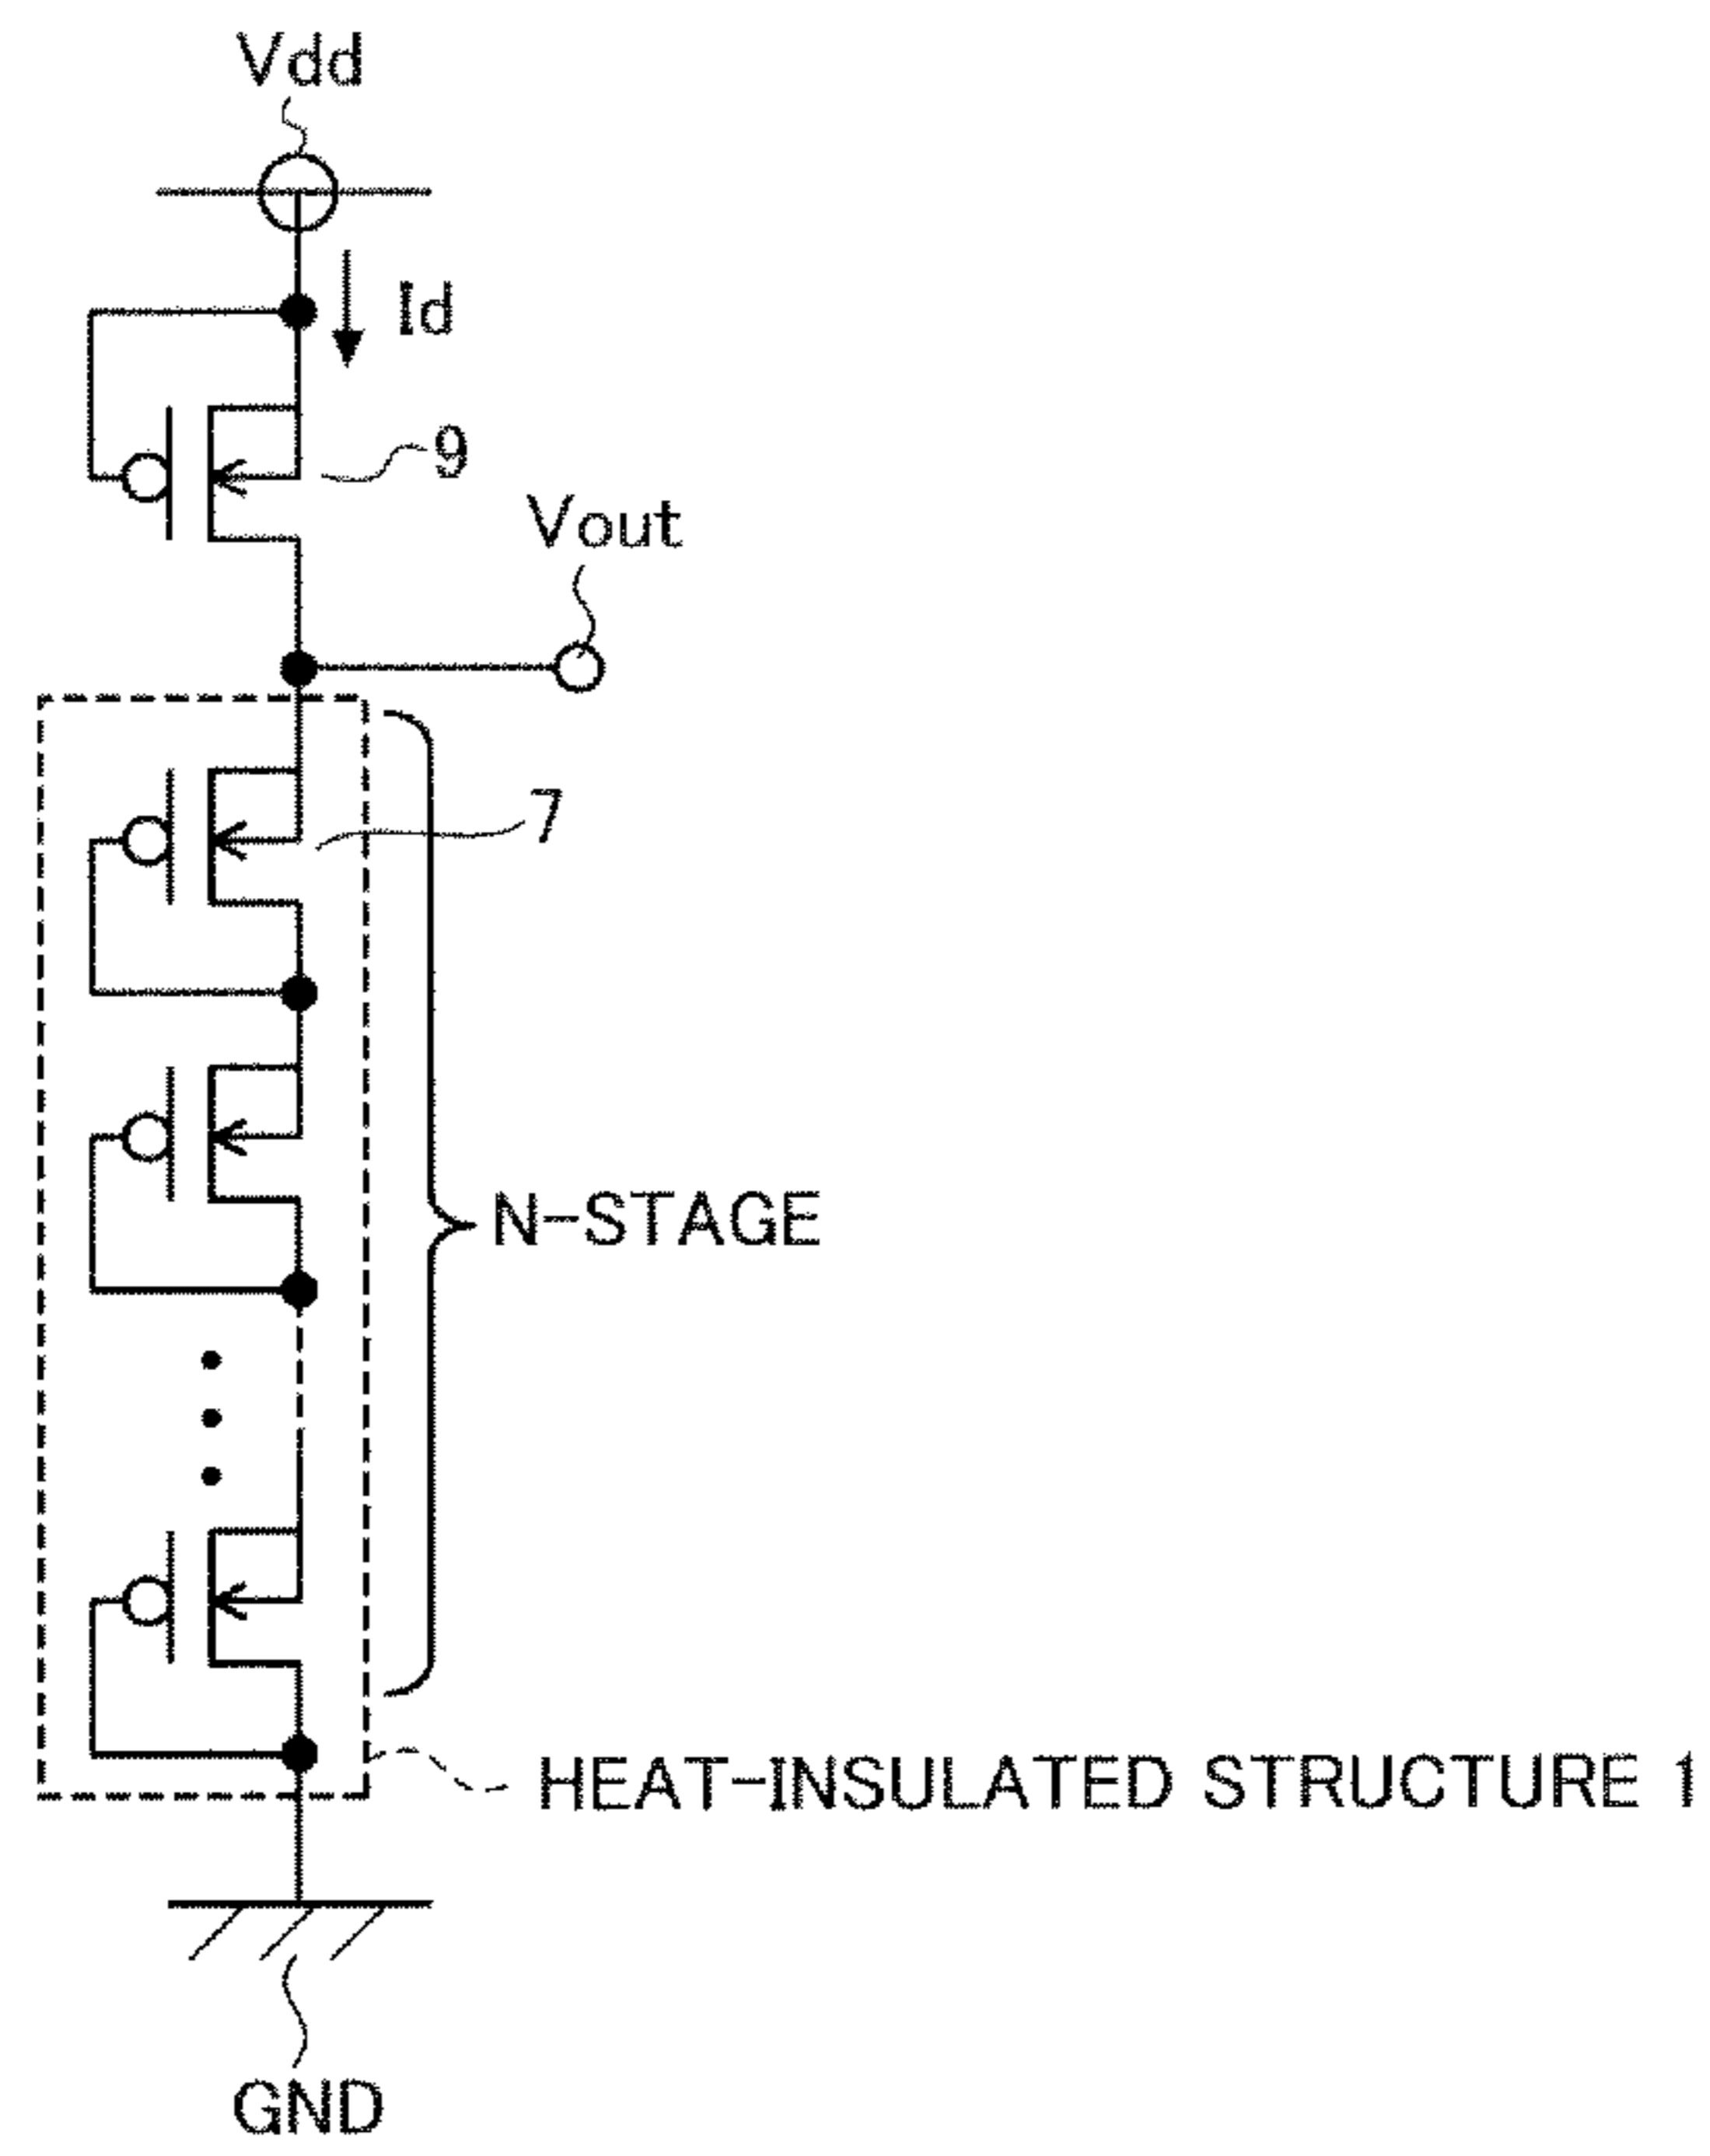 Vdd
Id
9
Vout
7
N-STAGE
HEAT-INSULATED STRUCTURE 1
GND